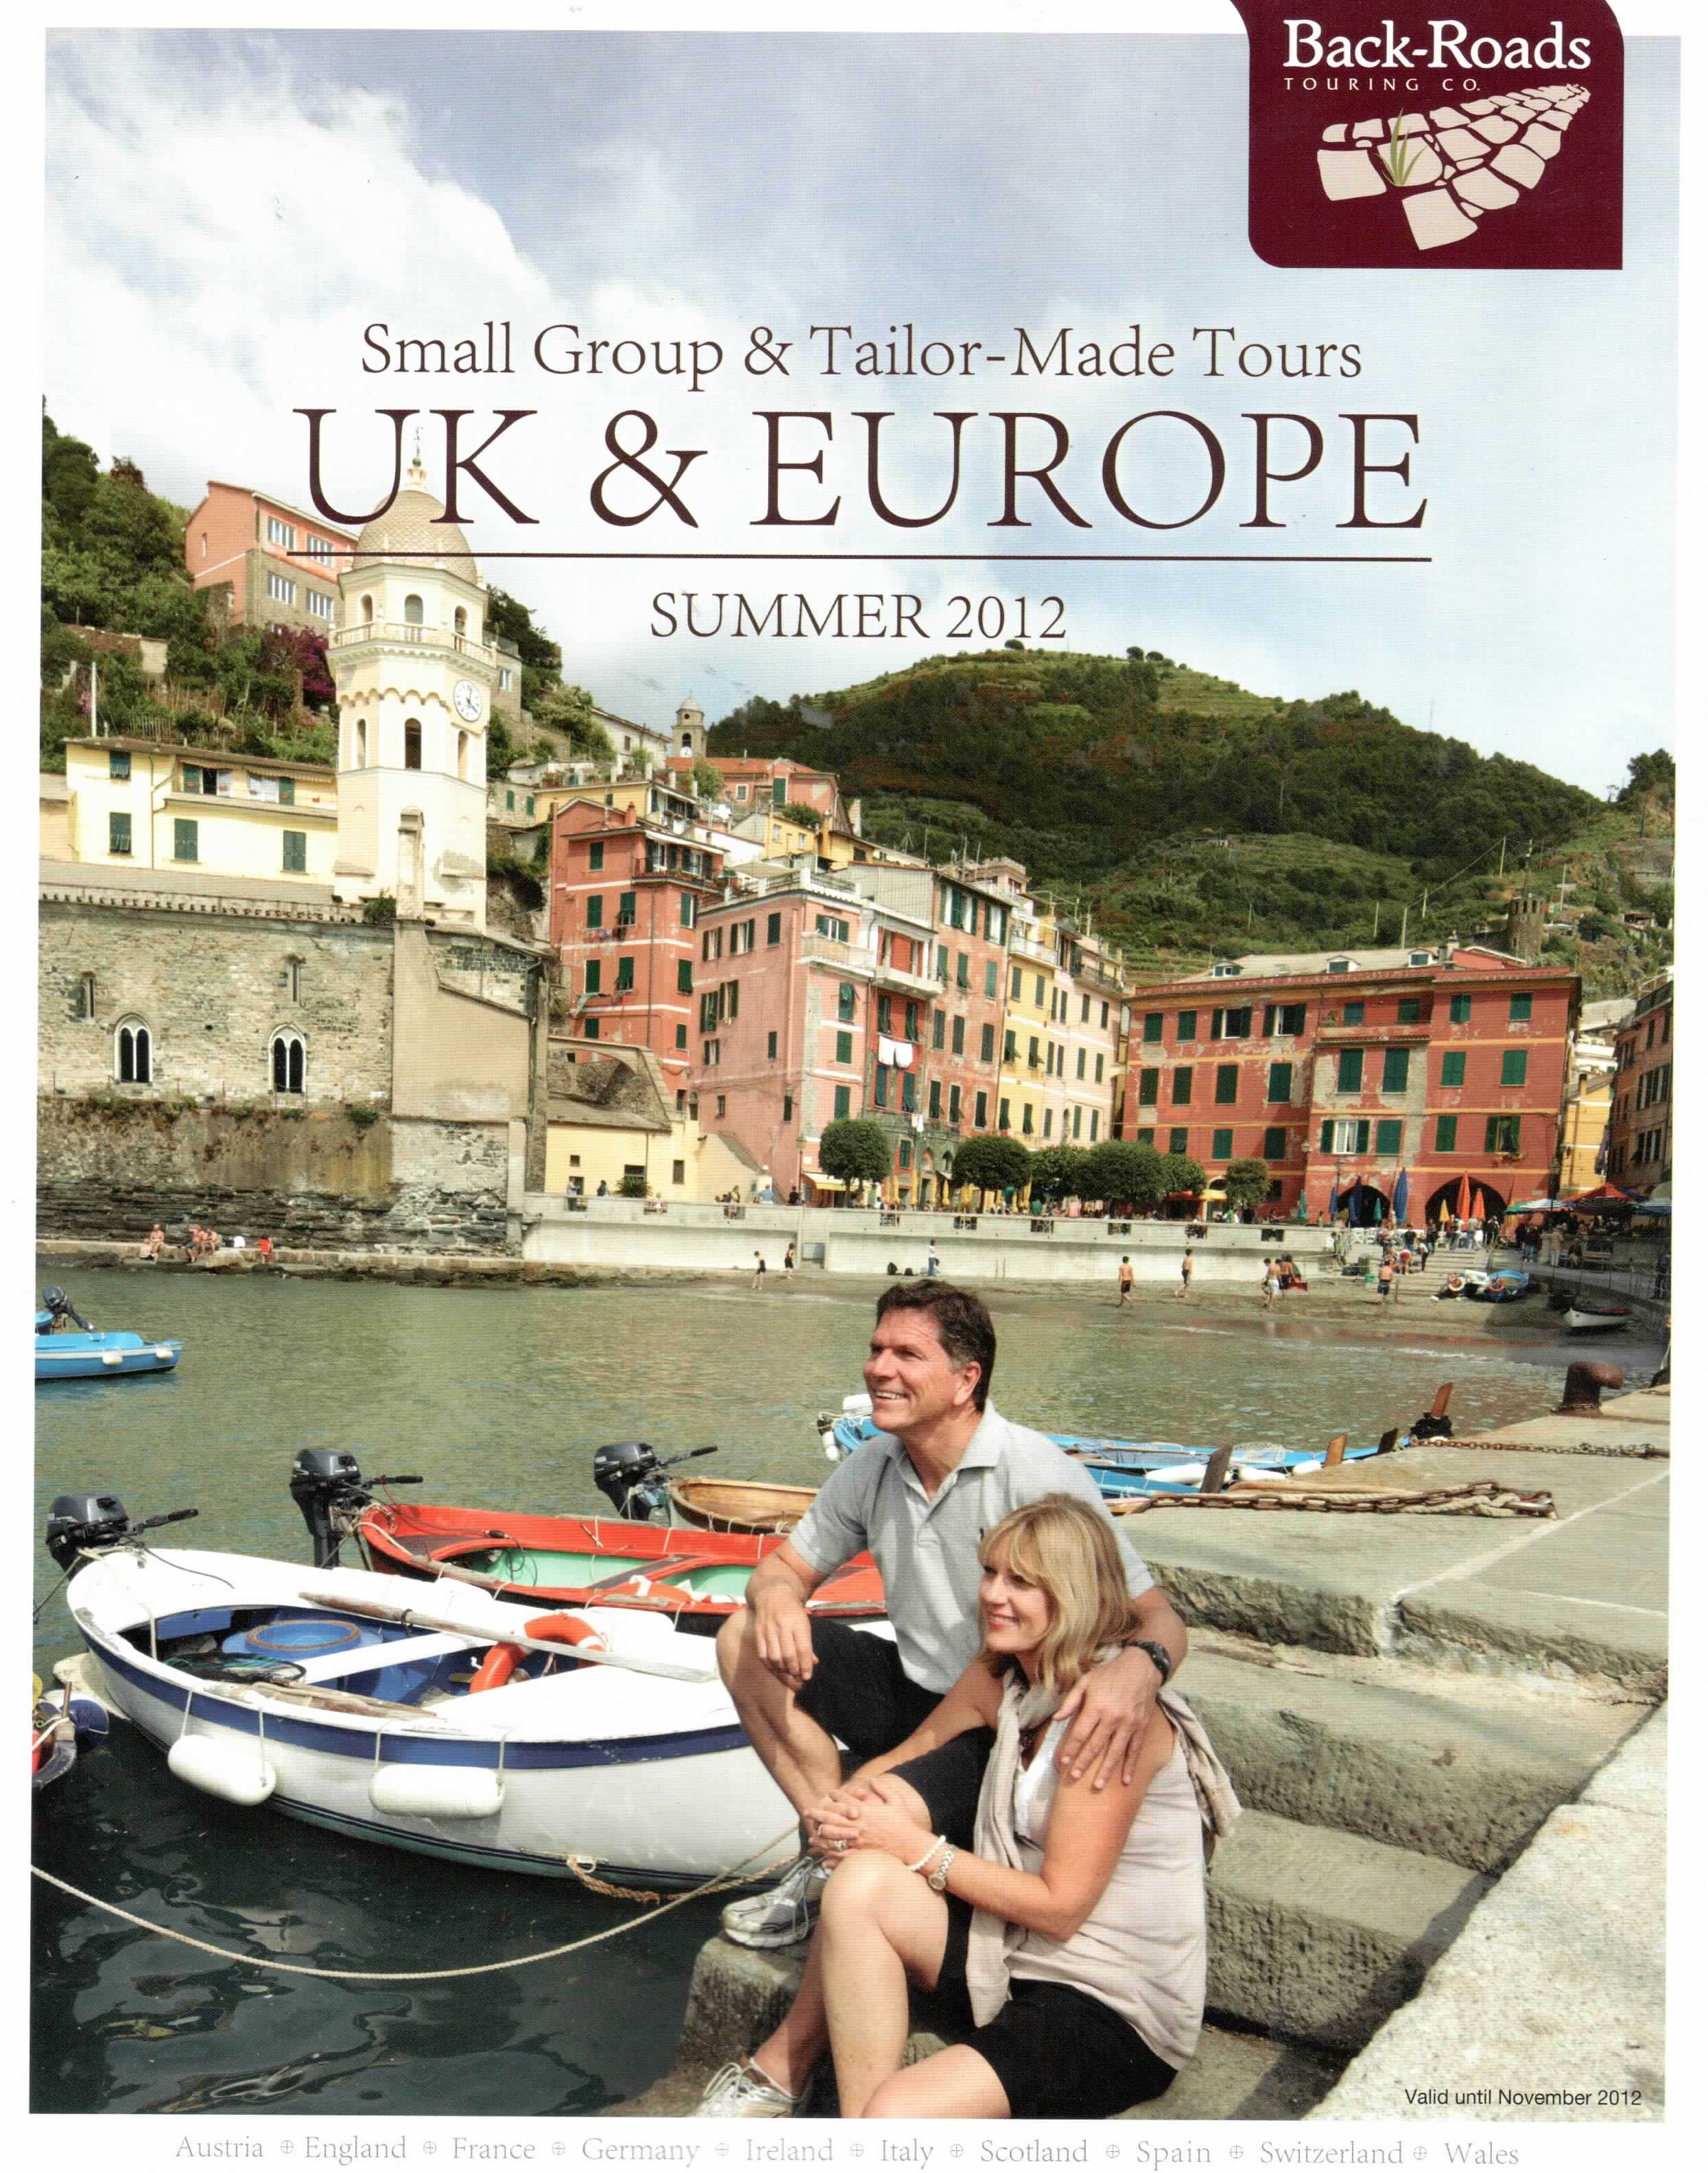 Back-Roads
TOURING CO.
Small Group & Tailor-Made Tours
UK & EUROPE
SUMMER 2012
Valid until November 2012
Austria ⊕ England ⊕ France ⊕ Germany ⊕ Ireland ⊕ Italy ⊕ Scotland ⊕ Spain ⊕ Switzerland ⊕ Wales